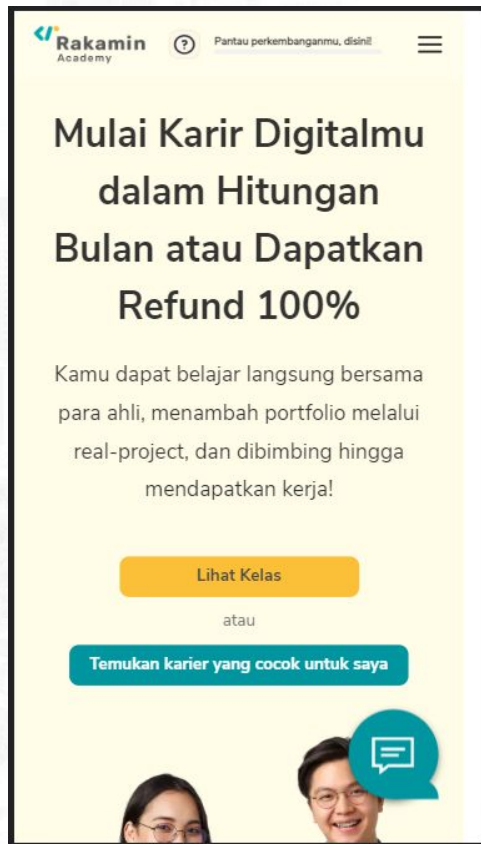 Rakamin
Academy
?
Pantau perkembanganmu, disini!
Mulai Karir Digitalmu
dalam Hitungan
Bulan atau Dapatkan
Refund 100%
Kamu dapat belajar langsung bersama
para ahli, menambah portfolio melalui
real-project, dan dibimbing hingga
mendapatkan kerja!
Lihat Kelas
atau
Temukan karier yang cocok untuk saya